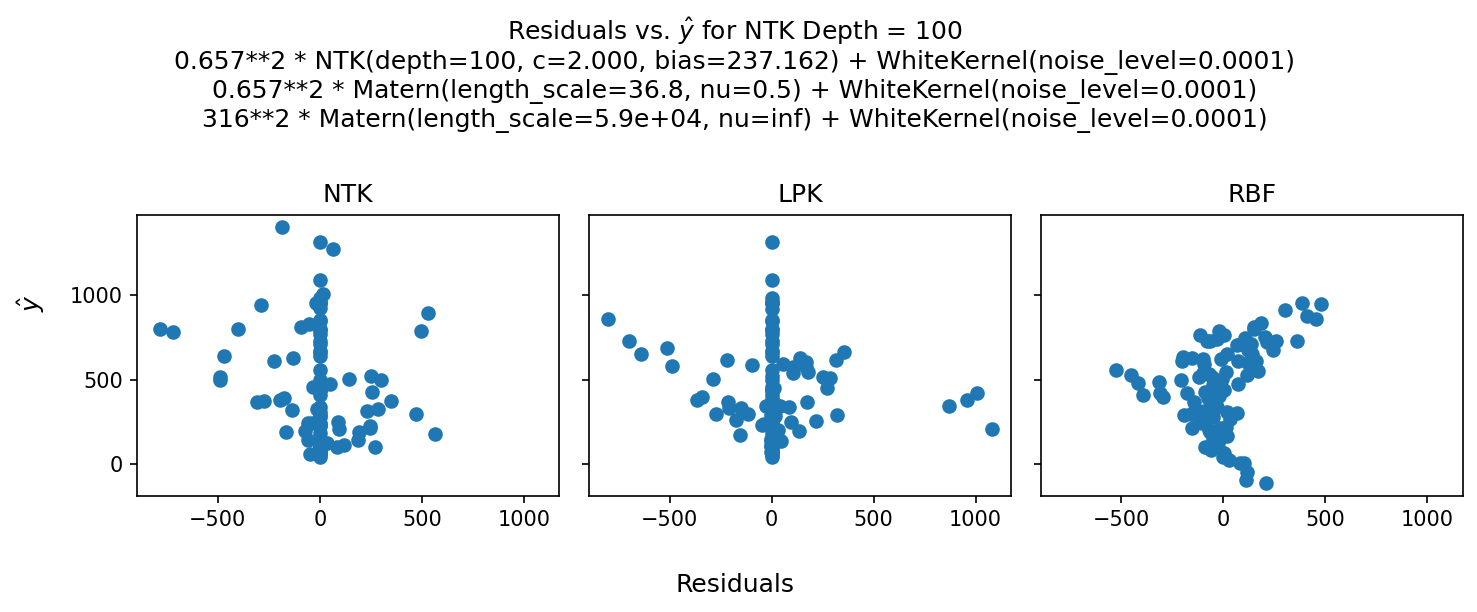 Residuals vs. ŷ for NTK Depth = 100
0.657**2 * NTK(depth=100, c=2.000, bias=237.162) + WhiteKernel(noise_level=0.0001)
0.657**2 * Matern(length_scale=36.8, nu=0.5) + WhiteKernel(noise_level=0.0001)
316**2 * Matern(length_scale=5.9e+04, nu=inf) + WhiteKernel(noise_level=0.0001)
NTK
LPK
RBF
ŷ
1000
500
0
−500 0 500 1000
−500 0 500 1000
−500 0 500 1000
Residuals